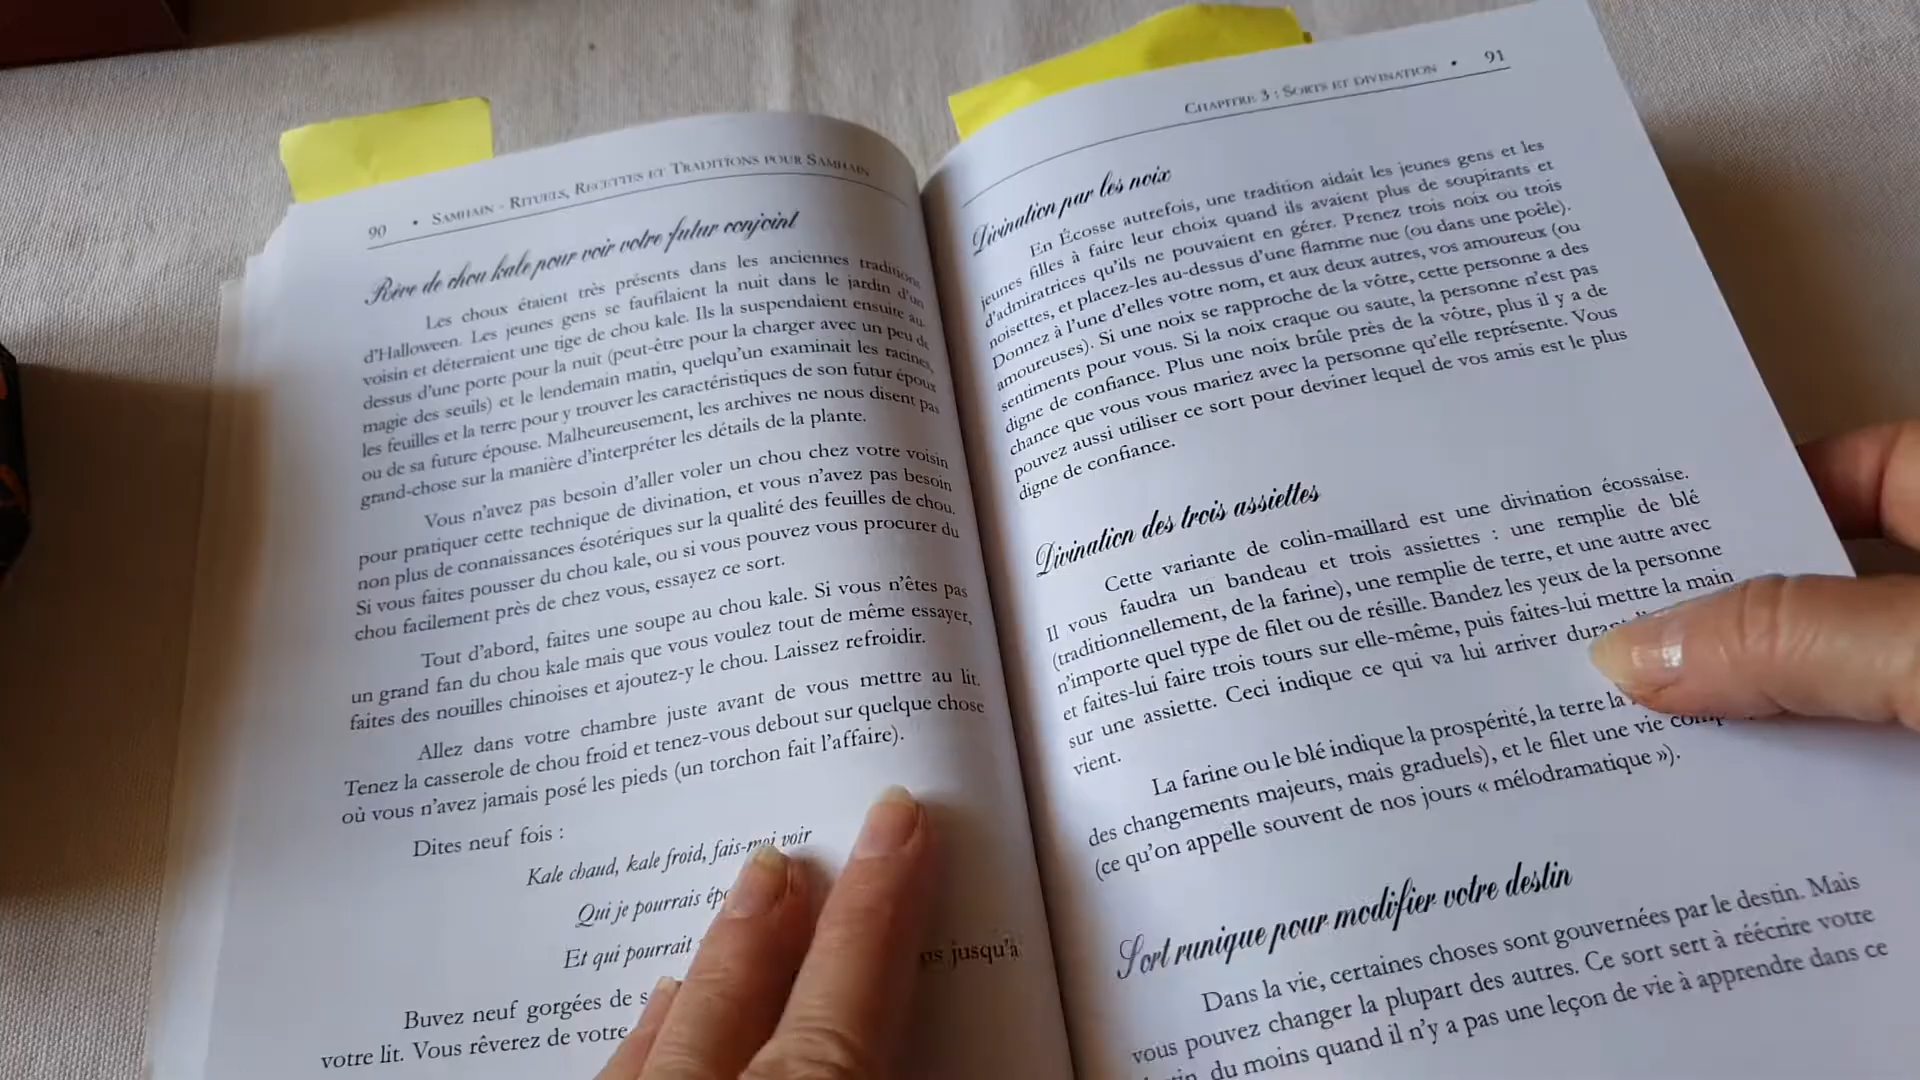 90 • Samhain - Rituels, Recettes et Traditions pour Samhain
Rêve de chou kale pour voir votre futur conjoint
Les choux étaient très présents dans les anciennes traditions
d'Halloween. Les jeunes gens se faufilaient la nuit dans le jardin d'un
voisin et déterraient une tige de chou kale. Ils la suspendaient ensuite au-
dessus d'une porte pour la nuit (peut-être pour la charger avec un peu de
magie des seuils) et le lendemain matin, quelqu'un examinait les racines,
les feuilles et la terre pour y trouver les caractéristiques de son futur époux
ou de sa future épouse. Malheureusement, les archives ne nous disent pas
grand-chose sur la manière d'interpréter les détails de la plante.
Vous n'avez pas besoin d'aller voler un chou chez votre voisin
pour pratiquer cette technique de divination, et vous n'avez pas besoin
non plus de connaissances ésotériques sur la qualité des feuilles de chou.
Si vous faites pousser du chou kale, ou si vous pouvez vous procurer du
chou facilement près de chez vous, essayez ce sort.
Tout d'abord, faites une soupe au chou kale. Si vous n'êtes pas
un grand fan du chou kale mais que vous voulez tout de même essayer,
faites des nouilles chinoises et ajoutez-y le chou. Laissez refroidir.
Allez dans votre chambre juste avant de vous mettre au lit.
Tenez la casserole de chou froid et tenez-vous debout sur quelque chose
où vous n'avez jamais posé les pieds (un torchon fait l'affaire).
Dites neuf fois :
Kale chaud, kale froid, fais-moi voir
Qui je pourrais
Et qui pourrait
Buvez neuf gorgées de jusqu'à
votre lit. Vous rêverez de votre
Chapitre 3 : Sorts et divination • 91
Divination par les noix
En Écosse autrefois, une tradition aidait les jeunes gens et les
jeunes filles à faire leur choix quand ils avaient plus de soupirants et
d'admiratrices qu'ils ne pouvaient en gérer. Prenez trois noix ou trois
noisettes, et placez-les au-dessus d'une flamme nue (ou dans une poêle).
Donnez à l'une d'elles votre nom, et aux deux autres, vos amoureux (ou
amoureuses). Si une noix se rapproche de la vôtre, cette personne a des
sentiments pour vous. Si la noix craque ou saute, la personne n'est pas
digne de confiance. Plus une noix brûle près de la vôtre, plus il y a de
chance que vous vous mariez avec la personne qu'elle représente. Vous
pouvez aussi utiliser ce sort pour deviner lequel de vos amis est le plus
digne de confiance.
Divination des trois assiettes
Cette variante de colin-maillard est une divination écossaise.
Il vous faudra un bandeau et trois assiettes : une remplie de blé
(traditionnellement, de la farine), une remplie de terre, et une autre avec
n'importe quel type de filet ou de résille. Bandez les yeux de la personne
et faites-lui faire trois tours sur elle-même, puis faites-lui mettre la main
sur une assiette. Ceci indique ce qui va lui arriver durant
vient.
La farine ou le blé indique la prospérité, la terre la
des changements majeurs, mais graduels), et le filet une vie
(ce qu'on appelle souvent de nos jours « mélodramatique »).
Sort runique pour modifier votre destin
Dans la vie, certaines choses sont gouvernées par le destin. Mais
vous pouvez changer la plupart des autres. Ce sort sert à réécrire votre
du moins quand il n'y a pas une leçon de vie à apprendre dans ce